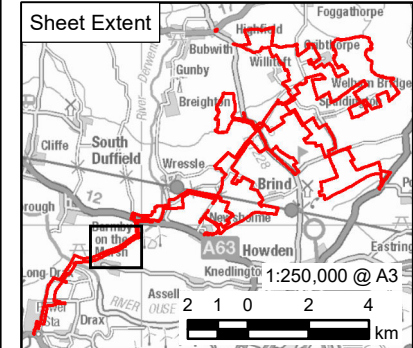 Sheet Extent
Foggathorpe
Highfield
Bubwith
Gribthorpe
Willitoft
Gunby
River Derwent
Welham Bridge
Spaldington
Breighton
Cliffe
South
Duffield
Wressle
Brind
12
Newsholme
Barmby
on the
Marsh
A63
Howden
Eastring
Knedlington
1:250,000 @ A3
Assell
RIVER OUSE
Drax
2 1 0 2 4
km